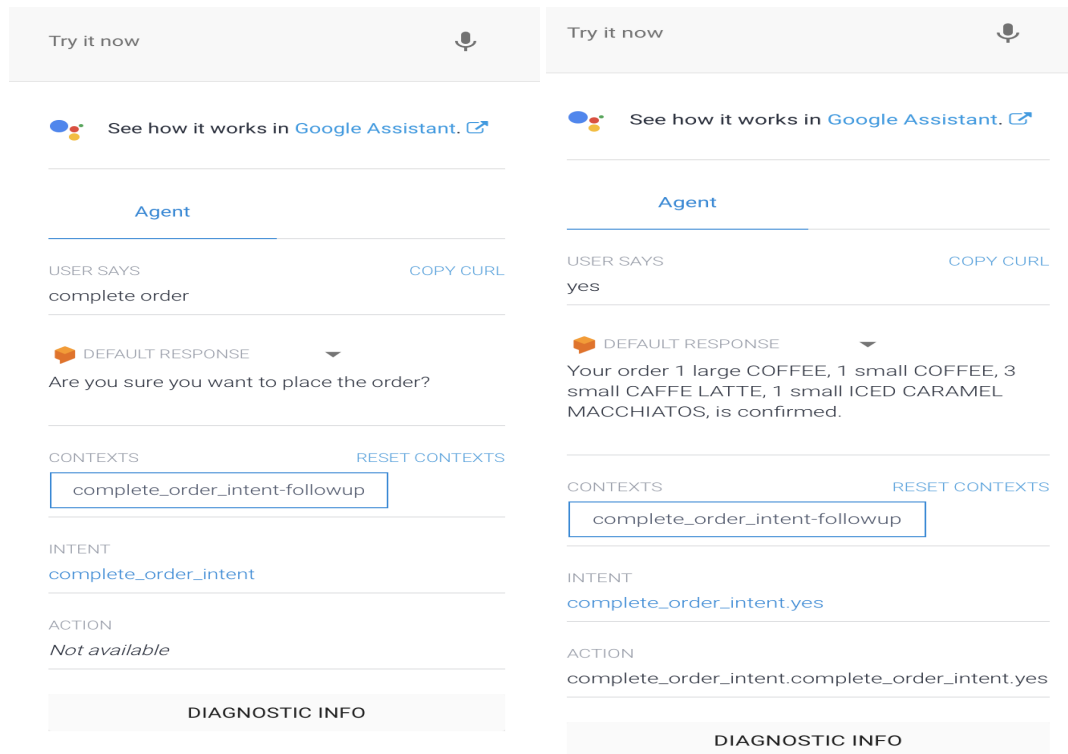 Try it now
See how it works in Google Assistant.
Agent
USER SAYS COPY CURL
complete order
DEFAULT RESPONSE
Are you sure you want to place the order?
CONTEXTS RESET CONTEXTS
complete_order_intent-followup
INTENT
complete_order_intent
ACTION
Not available
DIAGNOSTIC INFO
Try it now
See how it works in Google Assistant.
Agent
USER SAYS COPY CURL
yes
DEFAULT RESPONSE
Your order 1 large COFFEE, 1 small COFFEE, 3
small CAFFE LATTE, 1 small ICED CARAMEL
MACCHIATOS, is confirmed.
CONTEXTS RESET CONTEXTS
complete_order_intent-followup
INTENT
complete_order_intent.yes
ACTION
complete_order_intent.complete_order_intent.yes
DIAGNOSTIC INFO